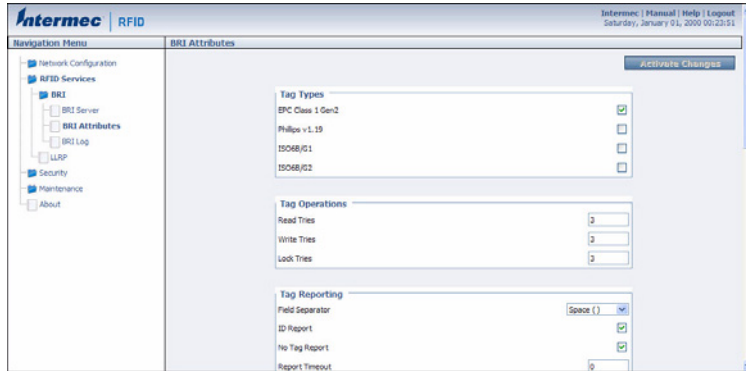 Intermec | RFID
Intermec | Manual | Help | Logout
Saturday, January 01, 2000 00:23:51
Navigation Menu
BRI Attributes
Network Configuration
RFID Services
BRI
BRI Server
BRI Attributes
BRI Log
LLRP
Security
Maintenance
About
Activate Changes
Tag Types
EPC Class 1 Gen2
Philips v1.19
ISO6B/G1
ISO6B/G2
Tag Operations
Read Tries 3
Write Tries 3
Lock Tries 3
Tag Reporting
Field Separator Space ( )
ID Report
No Tag Report
Report Timeout 0